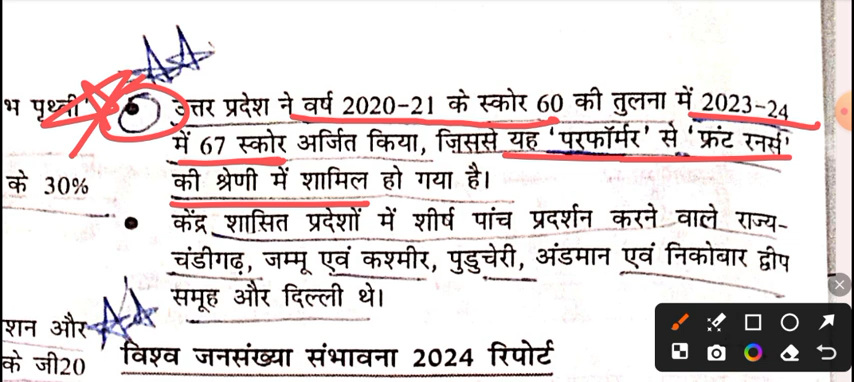 भ पृथ्वी'
• उत्तर प्रदेश ने वर्ष 2020-21 के स्कोर 60 की तुलना में 2023-24
में 67 स्कोर अर्जित किया, जिससे यह 'परफॉर्मर' से 'फ्रंट रनर्स'
के 30%
की श्रेणी में शामिल हो गया है।
• केंद्र शासित प्रदेशों में शीर्ष पांच प्रदर्शन करने वाले राज्य-
चंडीगढ़, जम्मू एवं कश्मीर, पुडुचेरी, अंडमान एवं निकोबार द्वीप
समूह और दिल्ली थे।
शन और
के जी20
विश्व जनसंख्या संभावना 2024 रिपोर्ट